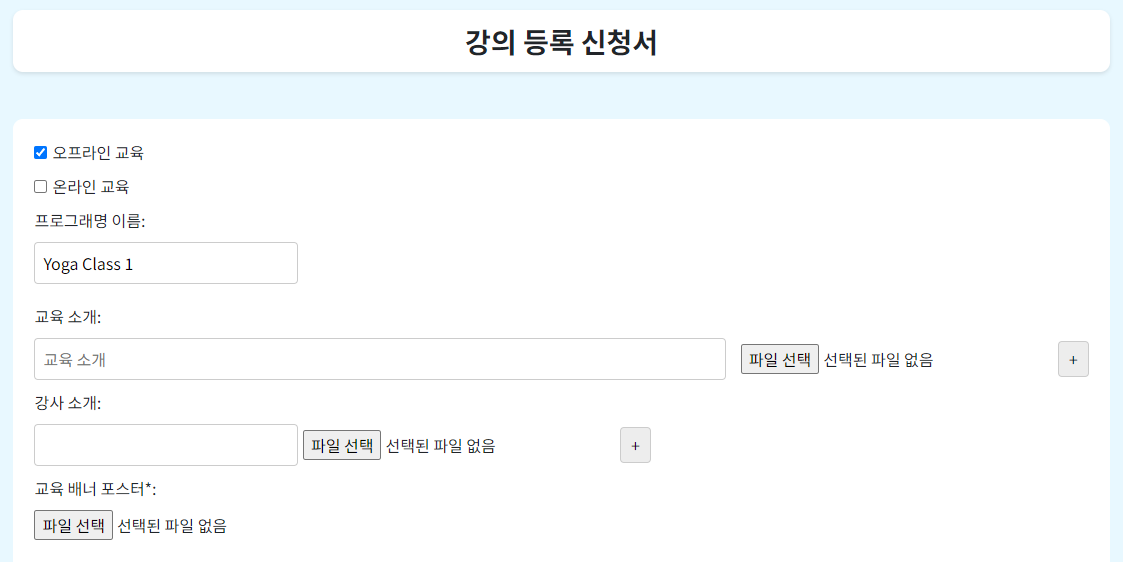 강의 등록 신청서
오프라인 교육
온라인 교육
프로그래명 이름:
Yoga Class 1
교육 소개:
교육 소개 파일 선택 선택된 파일 없음 +
강사 소개:
파일 선택 선택된 파일 없음 +
교육 배너 포스터*:
파일 선택 선택된 파일 없음